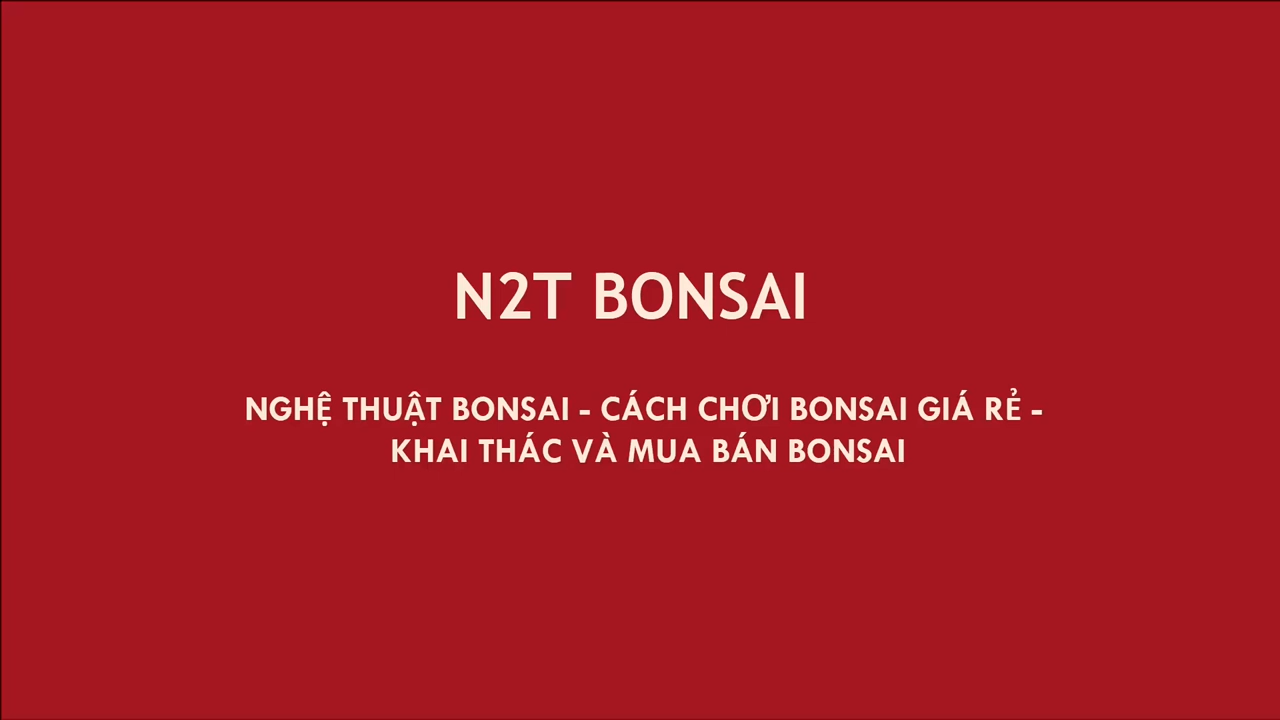 N2T BONSAI
NGHỆ THUẬT BONSAI - CÁCH CHƠI BONSAI GIÁ RẺ -
KHAI THÁC VÀ MUA BÁN BONSAI